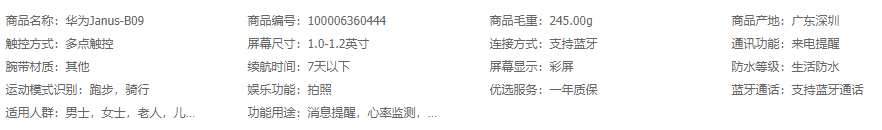 商品名称：华为Janus-B09 商品编号：100006360444 商品毛重：245.00g 商品产地：广东深圳
触控方式：多点触控 屏幕尺寸：1.0-1.2英寸 连接方式：支持蓝牙 通讯功能：来电提醒
腕带材质：其他 续航时间：7天以下 屏幕显示：彩屏 防水等级：生活防水
运动模式识别：跑步，骑行 娱乐功能：拍照 优选服务：一年质保 蓝牙通话：支持蓝牙通话
适用人群：男士，女士，老人，儿... 功能用途：消息提醒，心率监测，...